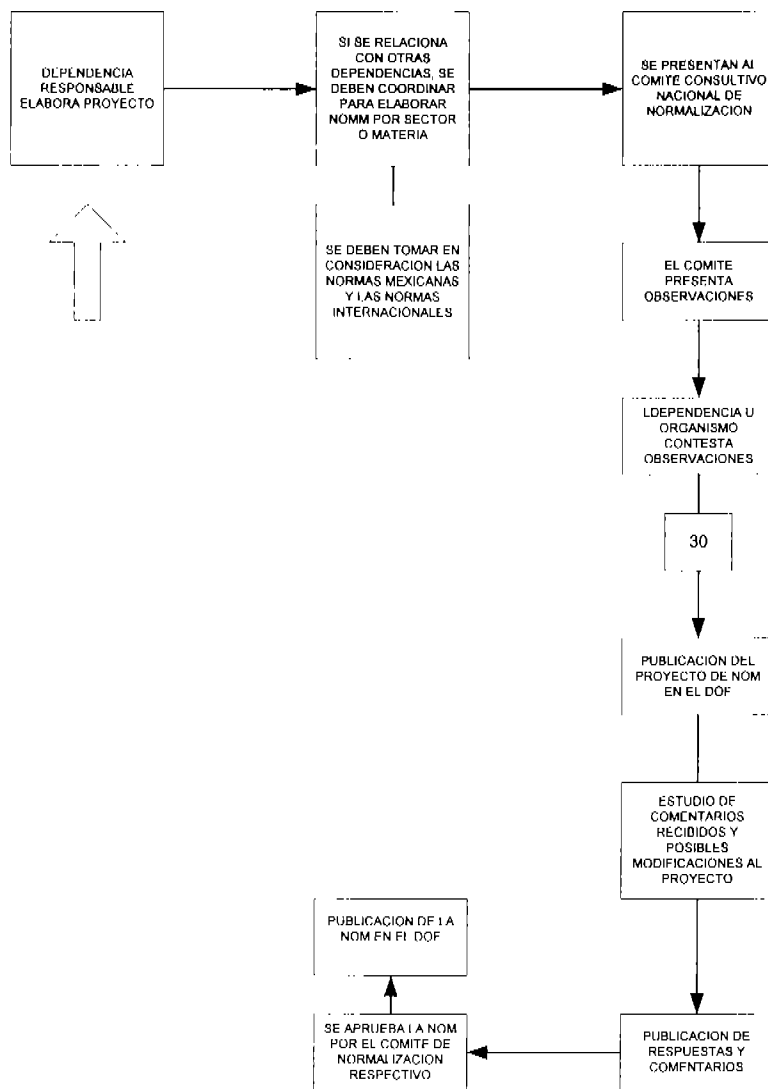 DEPENDENCIA
RESPONSABLE
ELABORA PROYECTO
SI SE RELACIONA
CON OTRAS
DEPENDENCIAS, SE
DEBEN COORDINAR
PARA ELABORAR
NOMM POR SECTOR
O MATERIA
SE PRESENTAN AL
COMITE CONSULTIVO
NACIONAL DE
NORMALIZACION
SE DEBEN TOMAR EN
CONSIDERACION LAS
NORMAS MEXICANAS
Y LAS NORMAS
INTERNACIONALES
EL COMITE
PRESENTA
OBSERVACIONES
LDEPENDENCIA U
ORGANISMO
CONTESTA
OBSERVACIONES
30
PUBLICACION DEL
PROYECTO DE NOM
EN EL DOF
ESTUDIO DE
COMENTARIOS
RECIBIDOS Y
POSIBLES
MODIFICACIONES AL
PROYECTO
PUBLICACION DE LA
NOM EN EL DOF
SE APRUEBA LA NOM
POR EL COMITE DE
NORMALIZACION
RESPECTIVO
PUBLICACION DE
RESPUESTAS Y
COMENTARIOS